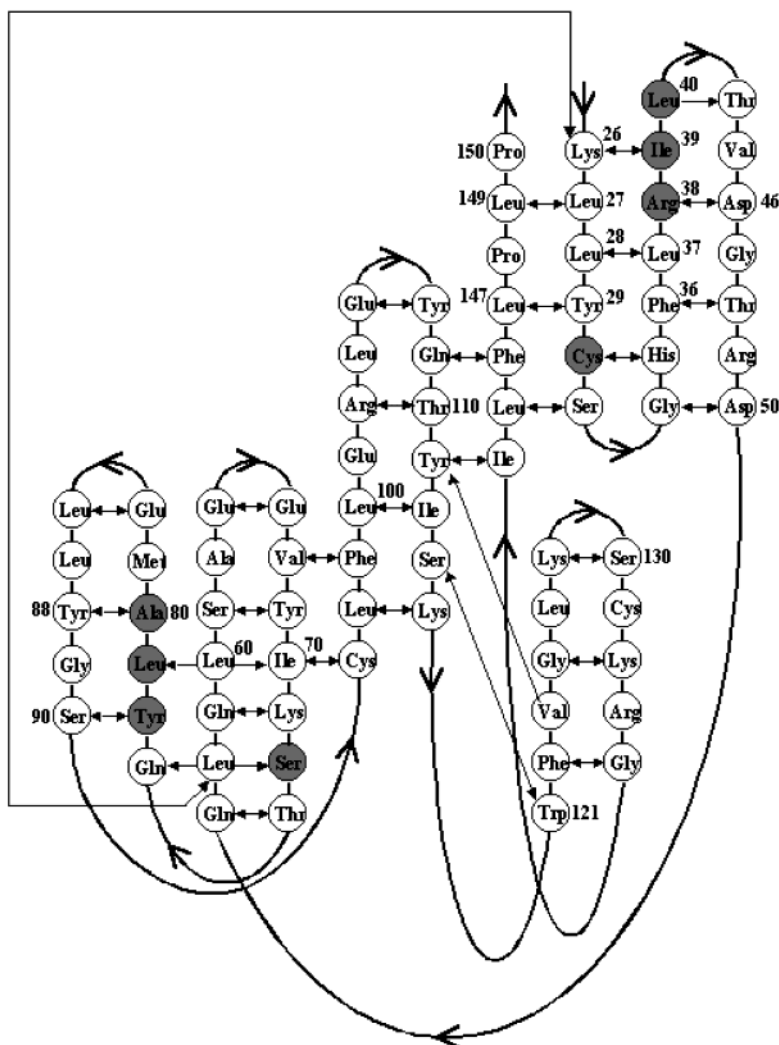 Leu 40 Thr
150 Pro Lys 26 Ile 39 Val
149 Leu Leu 27 Arg 38 Asp 46
Pro Leu 28 Leu 37 Gly
Glu Tyr 147 Leu Tyr 29 Phe 36 Thr
Leu Gln Phe Cys His Arg
Arg Thr 110 Leu Ser Gly Asp 50
Glu Tyr Ile
Leu Glu Glu Glu Leu 100 Ile
Leu Met Ala Val Phe Ser Lys Ser 130
88 Tyr Ala 80 Ser Tyr Leu Lys Leu Cys
Gly Leu Leu 60 Ile 70 Cys Gly Lys
90 Ser Tyr Gln Lys Val Arg
Gln Leu Ser Phe Gly
Gln Thr Trp 121